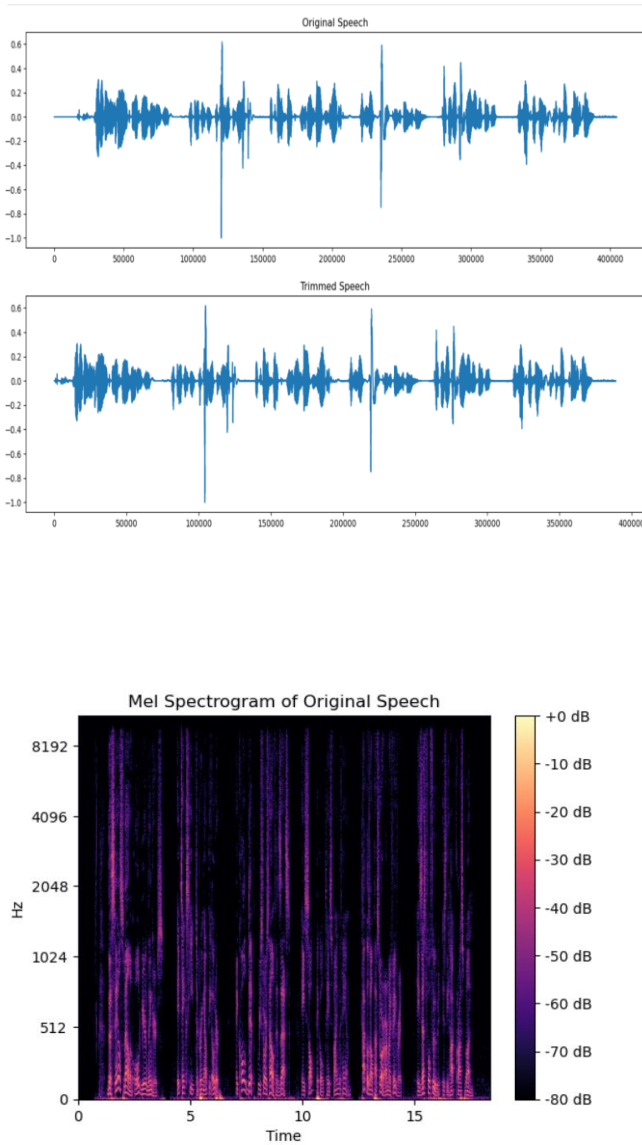 Original Speech
0.6
0.4
0.2
0.0
−0.2
−0.4
−0.6
−0.8
−1.0
0 50000 100000 150000 200000 250000 300000 350000 400000
Trimmed Speech
0.6
0.4
0.2
0.0
−0.2
−0.4
−0.6
−0.8
−1.0
0 50000 100000 150000 200000 250000 300000 350000 400000
Mel Spectrogram of Original Speech
8192
4096
2048
1024
512
0
Hz
0 5 10 15
Time
+0 dB
-10 dB
-20 dB
-30 dB
-40 dB
-50 dB
-60 dB
-70 dB
-80 dB